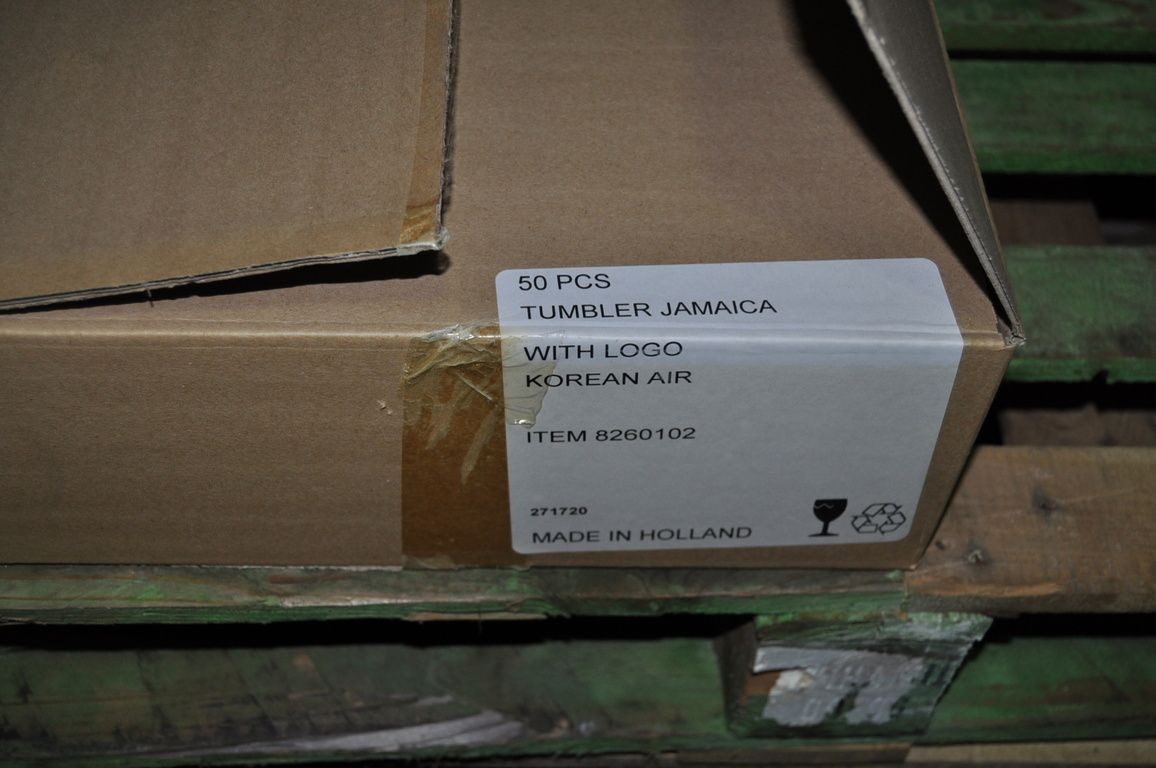 50 PCS
TUMBLER JAMAICA
WITH LOGO
KOREAN AIR
ITEM 8260102
271720
MADE IN HOLLAND